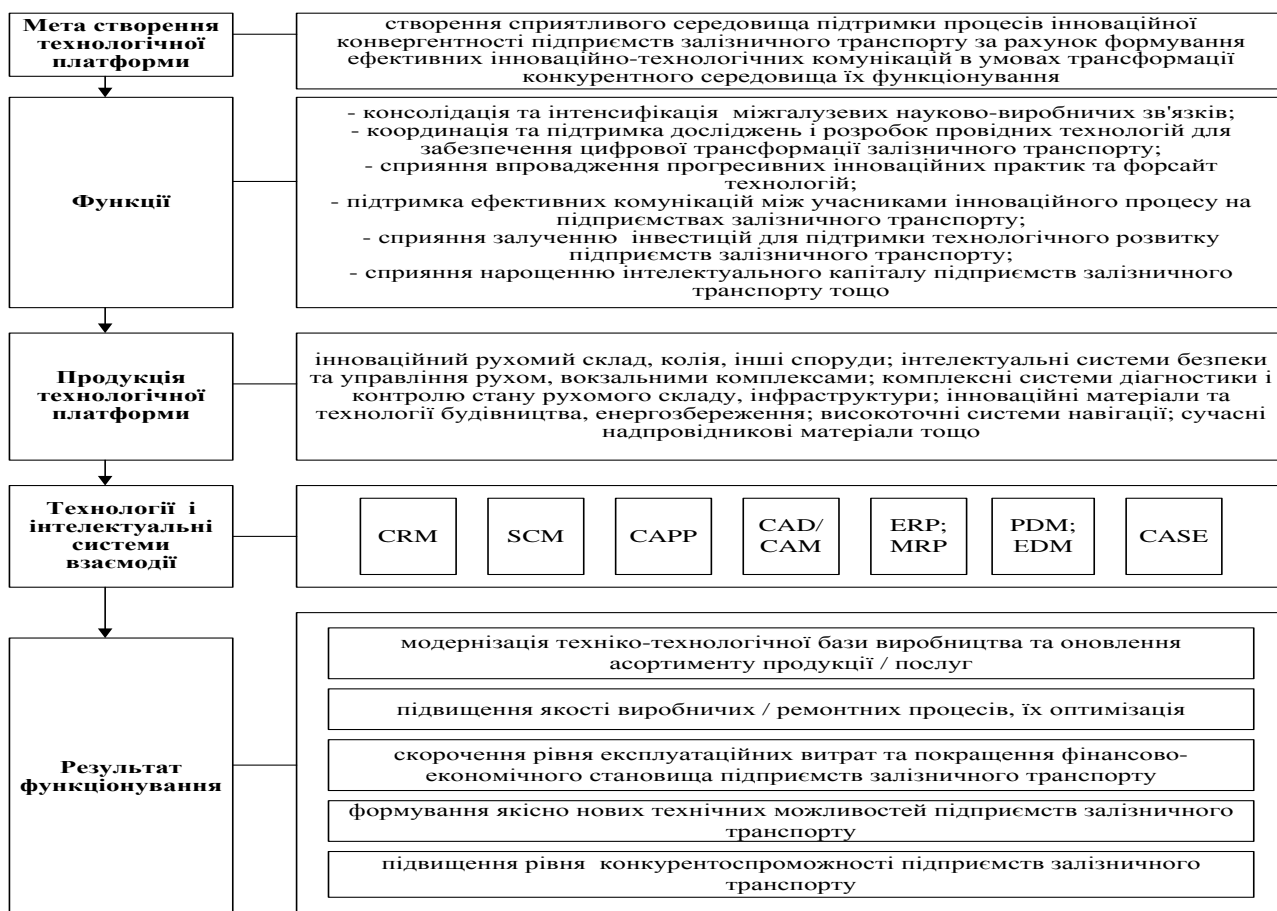 Мета створення
технологічної
платформи
створення сприятливого середовища підтримки процесів інноваційної
конвергентності підприємств залізничного транспорту за рахунок формування
ефективних інноваційно-технологічних комунікацій в умовах трансформації
конкурентного середовища їх функціонування
Функції
- консолідація та інтенсифікація міжгалузевих науково-виробничих зв'язків;
- координація та підтримка досліджень і розробок провідних технологій для
забезпечення цифрової трансформації залізничного транспорту;
- сприяння впровадження прогресивних інноваційних практик та форсайт
технологій;
- підтримка ефективних комунікацій між учасниками інноваційного процесу на
підприємствах залізничного транспорту;
- сприяння залученню інвестицій для підтримки технологічного розвитку
підприємств залізничного транспорту;
- сприяння нарощенню інтелектуального капіталу підприємств залізничного
транспорту тощо
Продукція
технологічної
платформи
інноваційний рухомий склад, колія, інші споруди; інтелектуальні системи безпеки
та управління рухом, вокзальними комплексами; комплексні системи діагностики і
контролю стану рухомого складу, інфраструктури; інноваційні матеріали та
технології будівництва, енергозбереження; високоточні системи навігації; сучасні
надпровідникові матеріали тощо
Технології і
інтелектуальні
системи
взаємодії
CRM
SCM
CAPP
CAD/
CAM
ERP;
MRP
PDM;
EDM
CASE
Результат
функціонування
модернізація техніко-технологічної бази виробництва та оновлення
асортименту продукції / послуг
підвищення якості виробничих / ремонтних процесів, їх оптимізація
скорочення рівня експлуатаційних витрат та покращення фінансово-
економічного становища підприємств залізничного транспорту
формування якісно нових технічних можливостей підприємств залізничного
транспорту
підвищення рівня конкурентоспроможності підприємств залізничного
транспорту